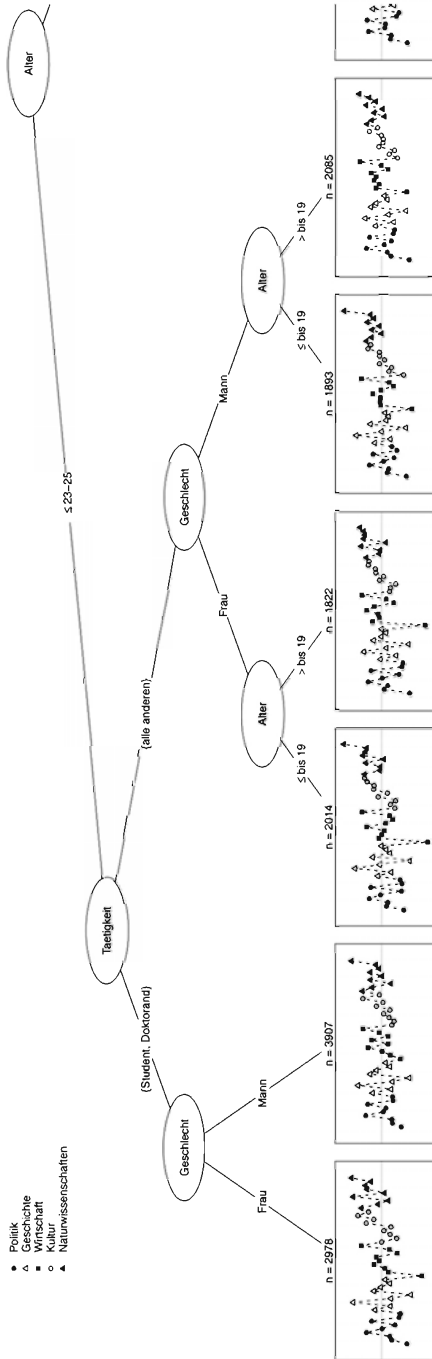 Politik
Geschichte
Wirtschaft
Kultur
Naturwissenschaften
Alter
≤ 23–25
Taetigkeit
{Student, Doktorand}
{alle anderen}
Geschlecht
Geschlecht
Frau
Mann
Frau
Mann
Alter
Alter
≤ bis 19
> bis 19
≤ bis 19
> bis 19
n = 2978
n = 3907
n = 2014
n = 1822
n = 1893
n = 2085